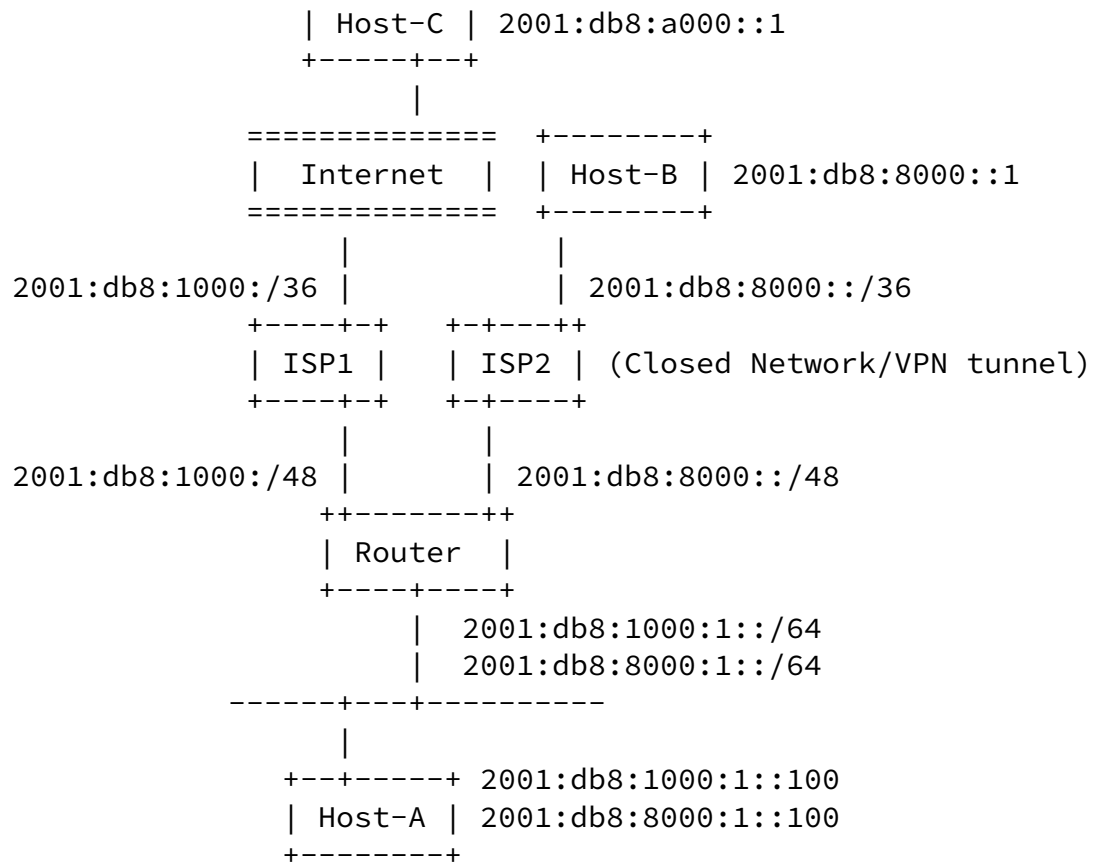 | Host-C | 2001:db8:a000::1
+-----+--+
|
============== +--------+
| Internet | | Host-B | 2001:db8:8000::1
============== +--------+
| |
2001:db8:1000:/36 | | 2001:db8:8000::/36
+----+-+ +-+---++
| ISP1 | | ISP2 | (Closed Network/VPN tunnel)
+----+-+ +-+----+
| |
2001:db8:1000:/48 | | 2001:db8:8000::/48
++-------++
| Router |
+----+----+
| 2001:db8:1000:1::/64
| 2001:db8:8000:1::/64
------+---+----------
|
+--+-----+ 2001:db8:1000:1::100
| Host-A | 2001:db8:8000:1::100
+--------+